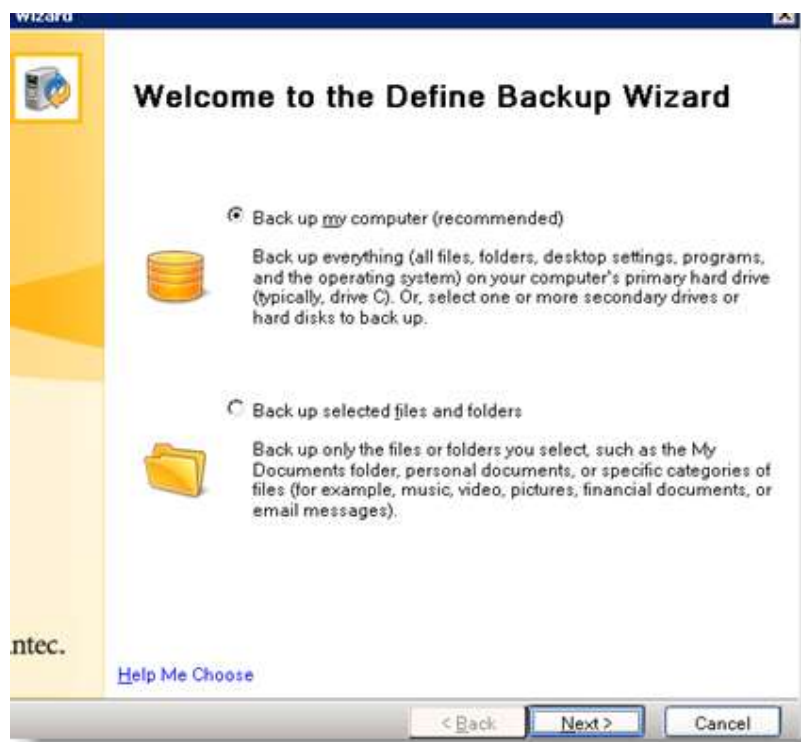 Wizard
Welcome to the Define Backup Wizard
Back up my computer (recommended)
Back up everything (all files, folders, desktop settings, programs,
and the operating system) on your computer's primary hard drive
(typically, drive C). Or, select one or more secondary drives or
hard disks to back up.
Back up selected files and folders
Back up only the files or folders you select, such as the My
Documents folder, personal documents, or specific categories of
files (for example, music, video, pictures, financial documents, or
email messages).
ntec.
Help Me Choose
< Back Next > Cancel